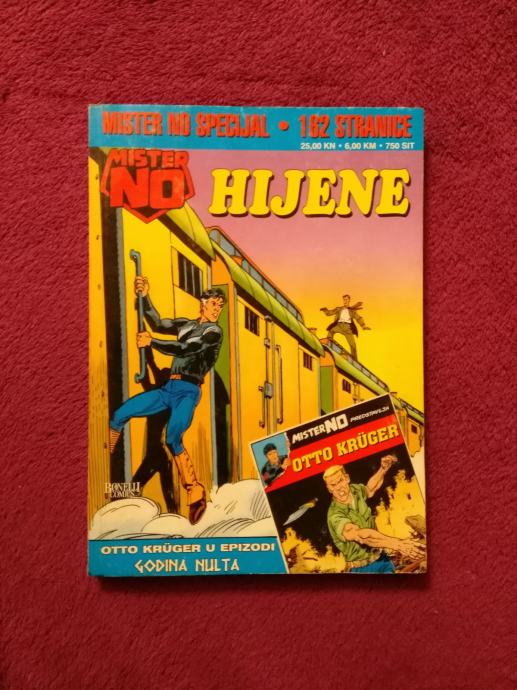 MISTER NO SPECIJAL • 162 STRANICE
25,00 KN • 6,00 KM • 750 SIT
MISTER
NO
HIJENE
MISTER NO PREDSTAVLJA
OTTO KRÜGER
BONELLI
COMICS
OTTO KRÜGER U EPIZODI
GODINA NULTA